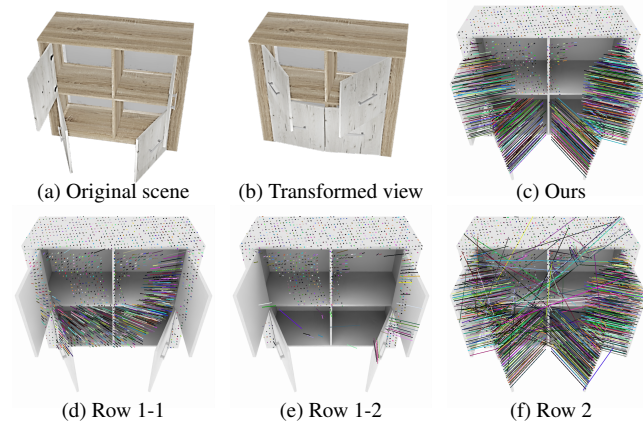 (a) Original scene
(b) Transformed view
(c) Ours
(d) Row 1-1
(e) Row 1-2
(f) Row 2